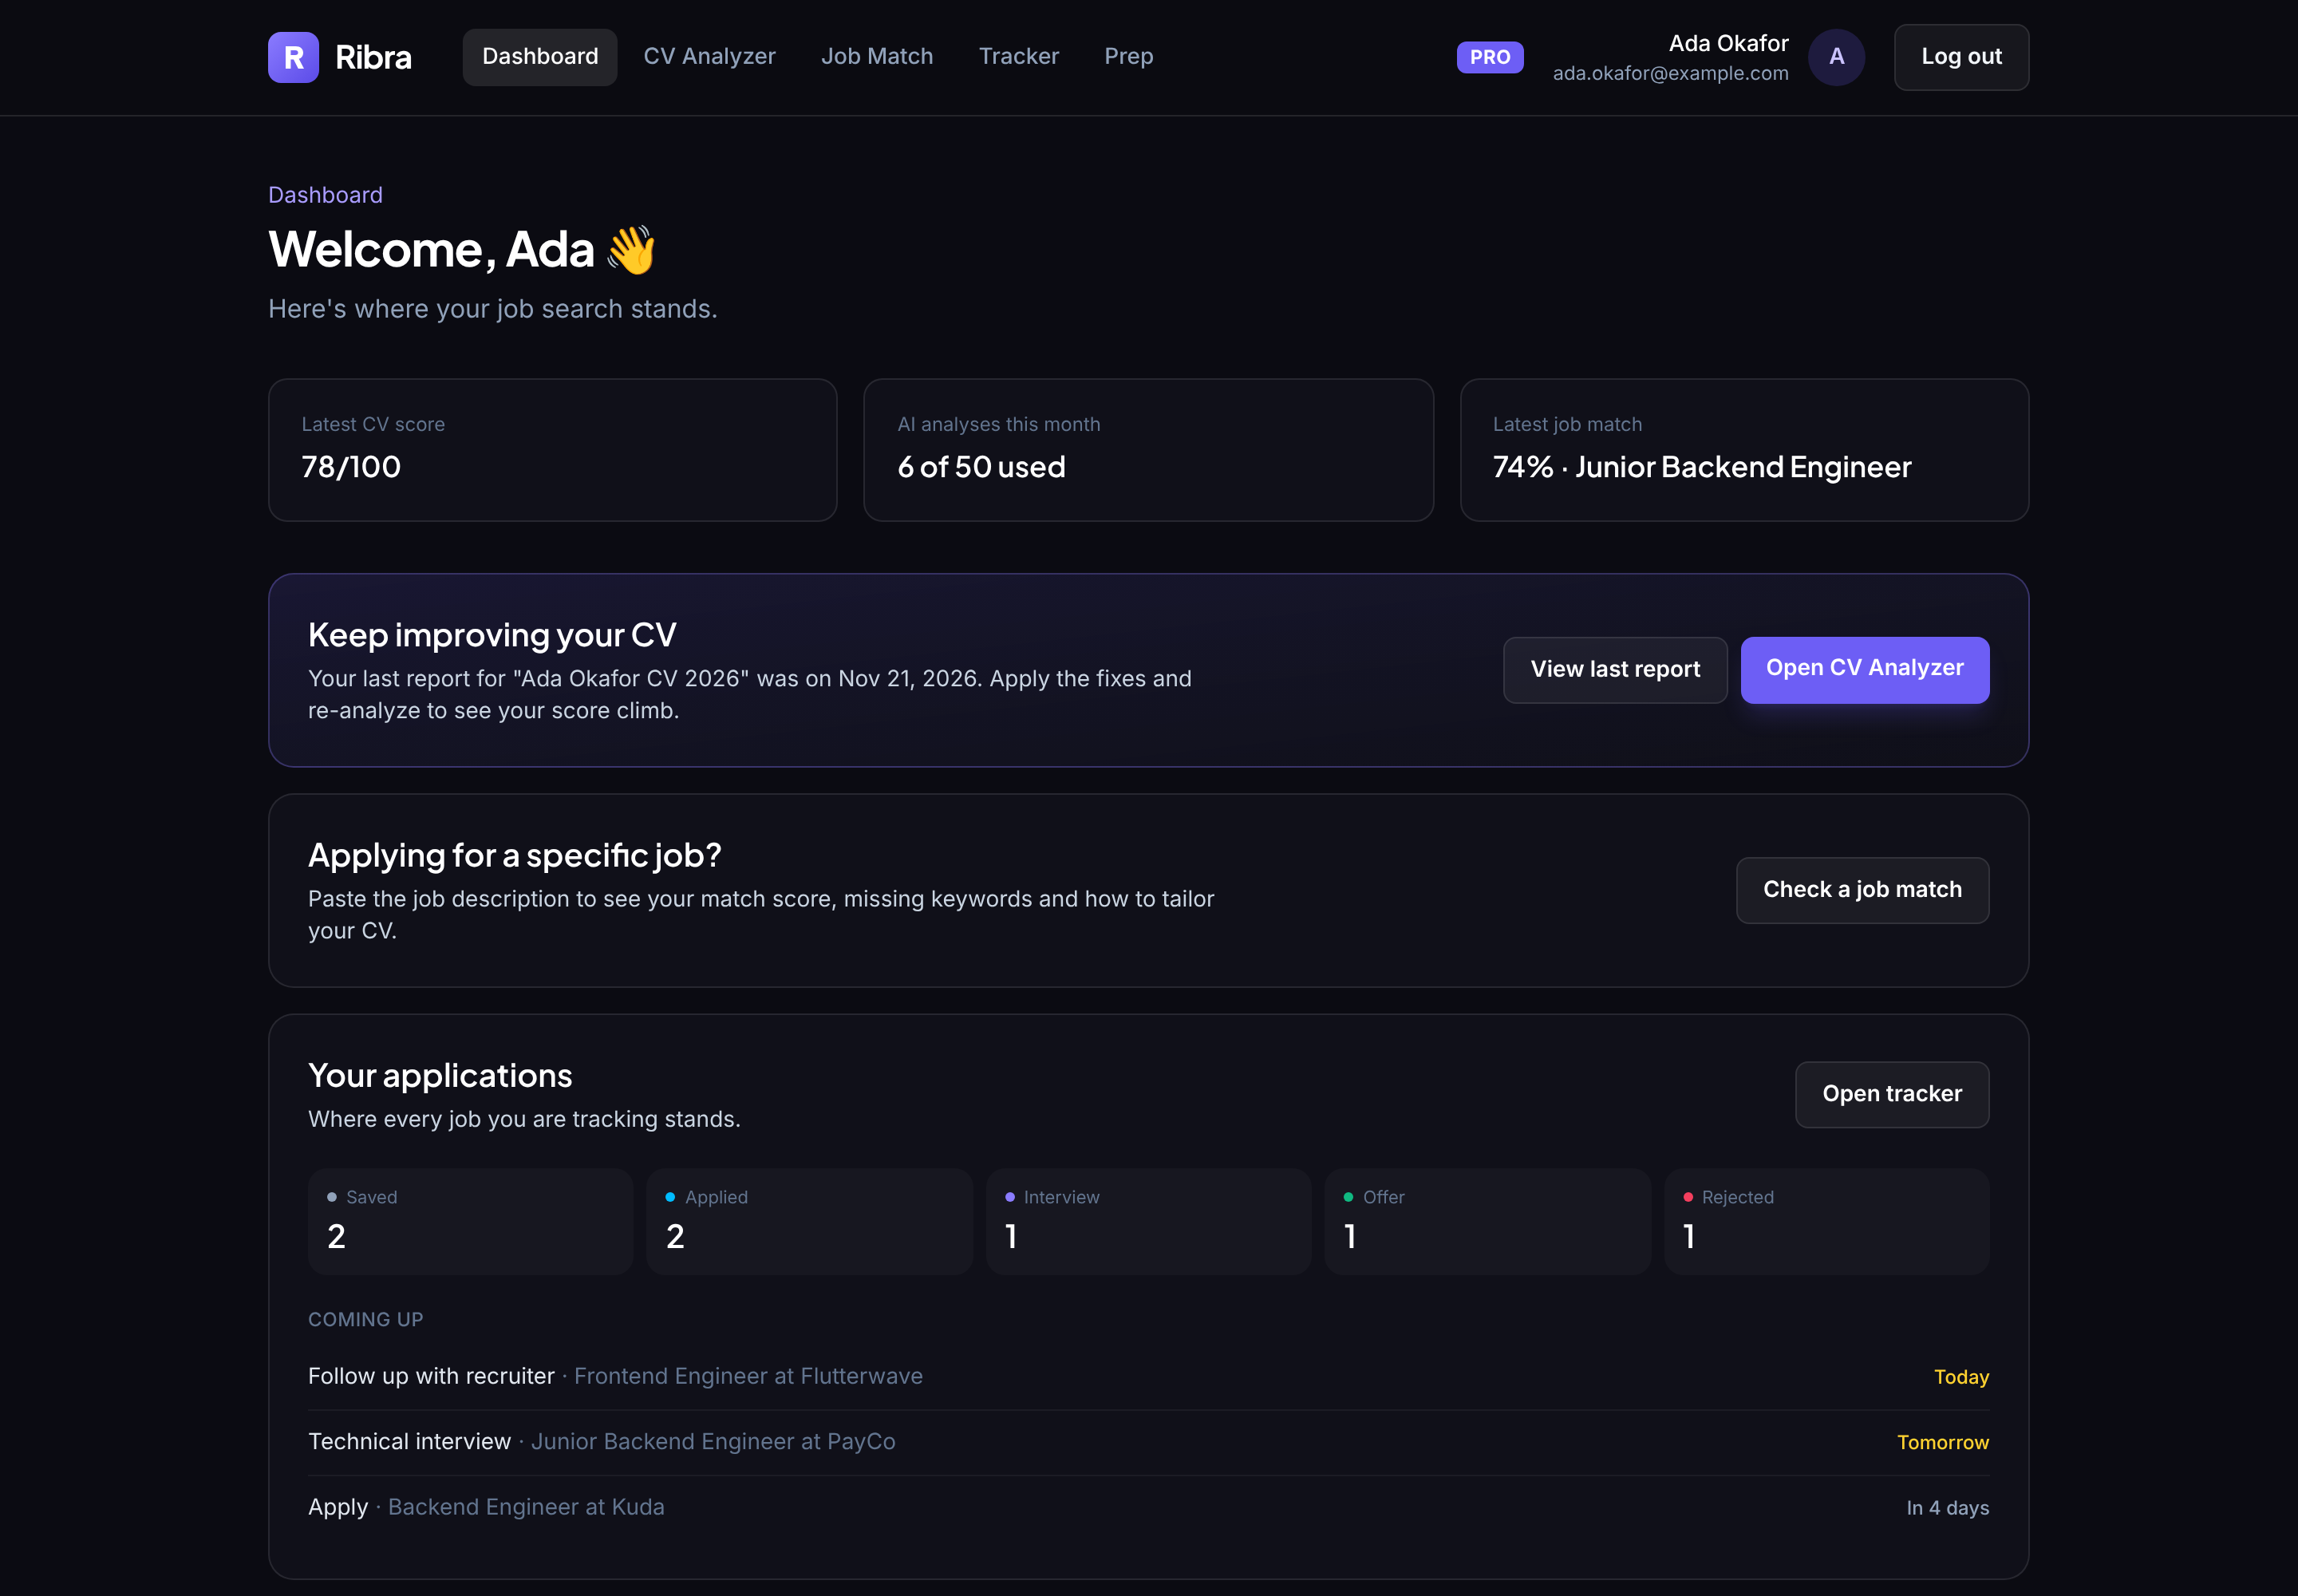 R Ribra Dashboard CV Analyzer Job Match Tracker Prep PRO Ada Okafor A Log out
ada.okafor@example.com
Dashboard
Welcome, Ada 👋
Here's where your job search stands.
Latest CV score
78/100
AI analyses this month
6 of 50 used
Latest job match
74% · Junior Backend Engineer
Keep improving your CV
Your last report for "Ada Okafor CV 2026" was on Nov 21, 2026. Apply the fixes and
re-analyze to see your score climb.
View last report
Open CV Analyzer
Applying for a specific job?
Paste the job description to see your match score, missing keywords and how to tailor
your CV.
Check a job match
Your applications
Where every job you are tracking stands.
Open tracker
Saved
2
Applied
2
Interview
1
Offer
1
Rejected
1
COMING UP
Follow up with recruiter · Frontend Engineer at Flutterwave Today
Technical interview · Junior Backend Engineer at PayCo Tomorrow
Apply · Backend Engineer at Kuda In 4 days